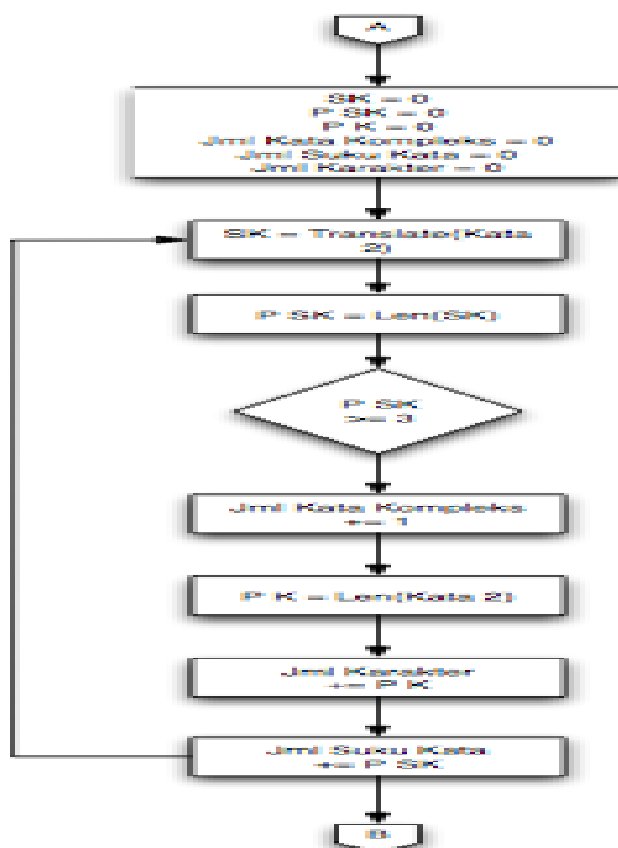 A
SK = 0
P SK = 0
P K = 0
Jml Kata Kompleks = 0
Jml Suku Kata = 0
Jml Karakter = 0
SK = Translate(Kata
2)
P SK = Len(SK)
P SK
>= 3
Jml Kata Kompleks
+= 1
P K = Len(Kata 2)
Jml Karakter
+= P K
Jml Suku Kata
+= P SK
B